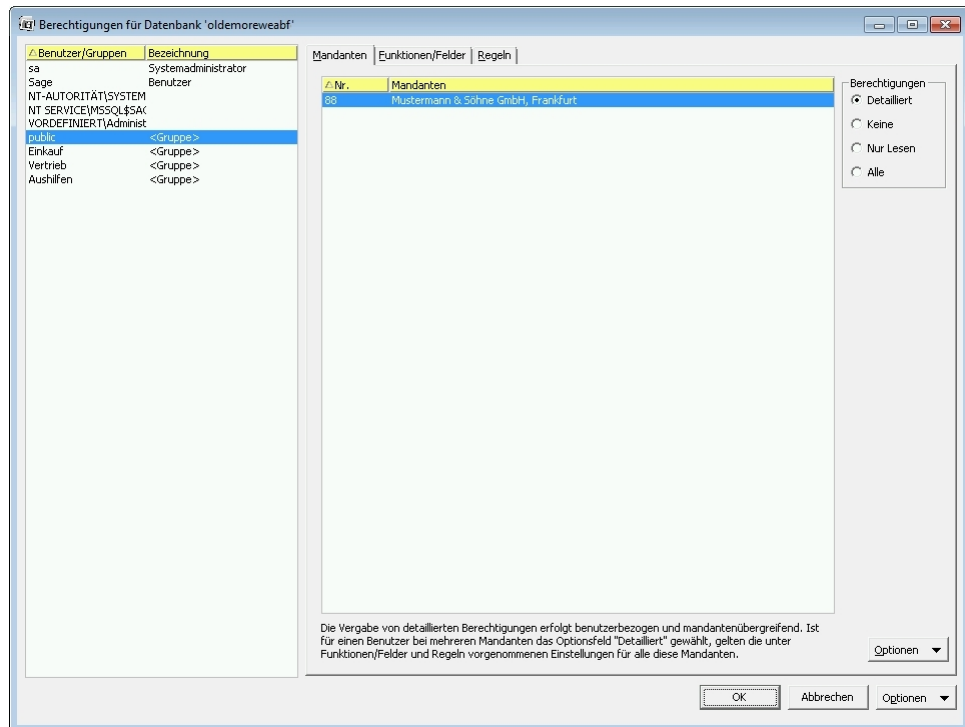 Berechtigungen für Datenbank 'oldemoreweabf'
Benutzer/Gruppen Bezeichnung
sa Systemadministrator
Sage Benutzer
NT-AUTORITÄT\SYSTEM
NT SERVICE\MSSQL$SA(
VORDEFINIERT\Administ
public <Gruppe>
Einkauf <Gruppe>
Vertrieb <Gruppe>
Aushilfen <Gruppe>
Mandanten Funktionen/Felder Regeln
Nr. Mandanten
88 Mustermann & Söhne GmbH, Frankfurt
Berechtigungen
Detailliert
Keine
Nur Lesen
Alle
Die Vergabe von detaillierten Berechtigungen erfolgt benutzerbezogen und mandantenübergreifend. Ist
für einen Benutzer bei mehreren Mandanten das Optionsfeld "Detailliert" gewählt, gelten die unter
Funktionen/Felder und Regeln vorgenommenen Einstellungen für alle diese Mandanten.
Optionen
OK Abbrechen Optionen